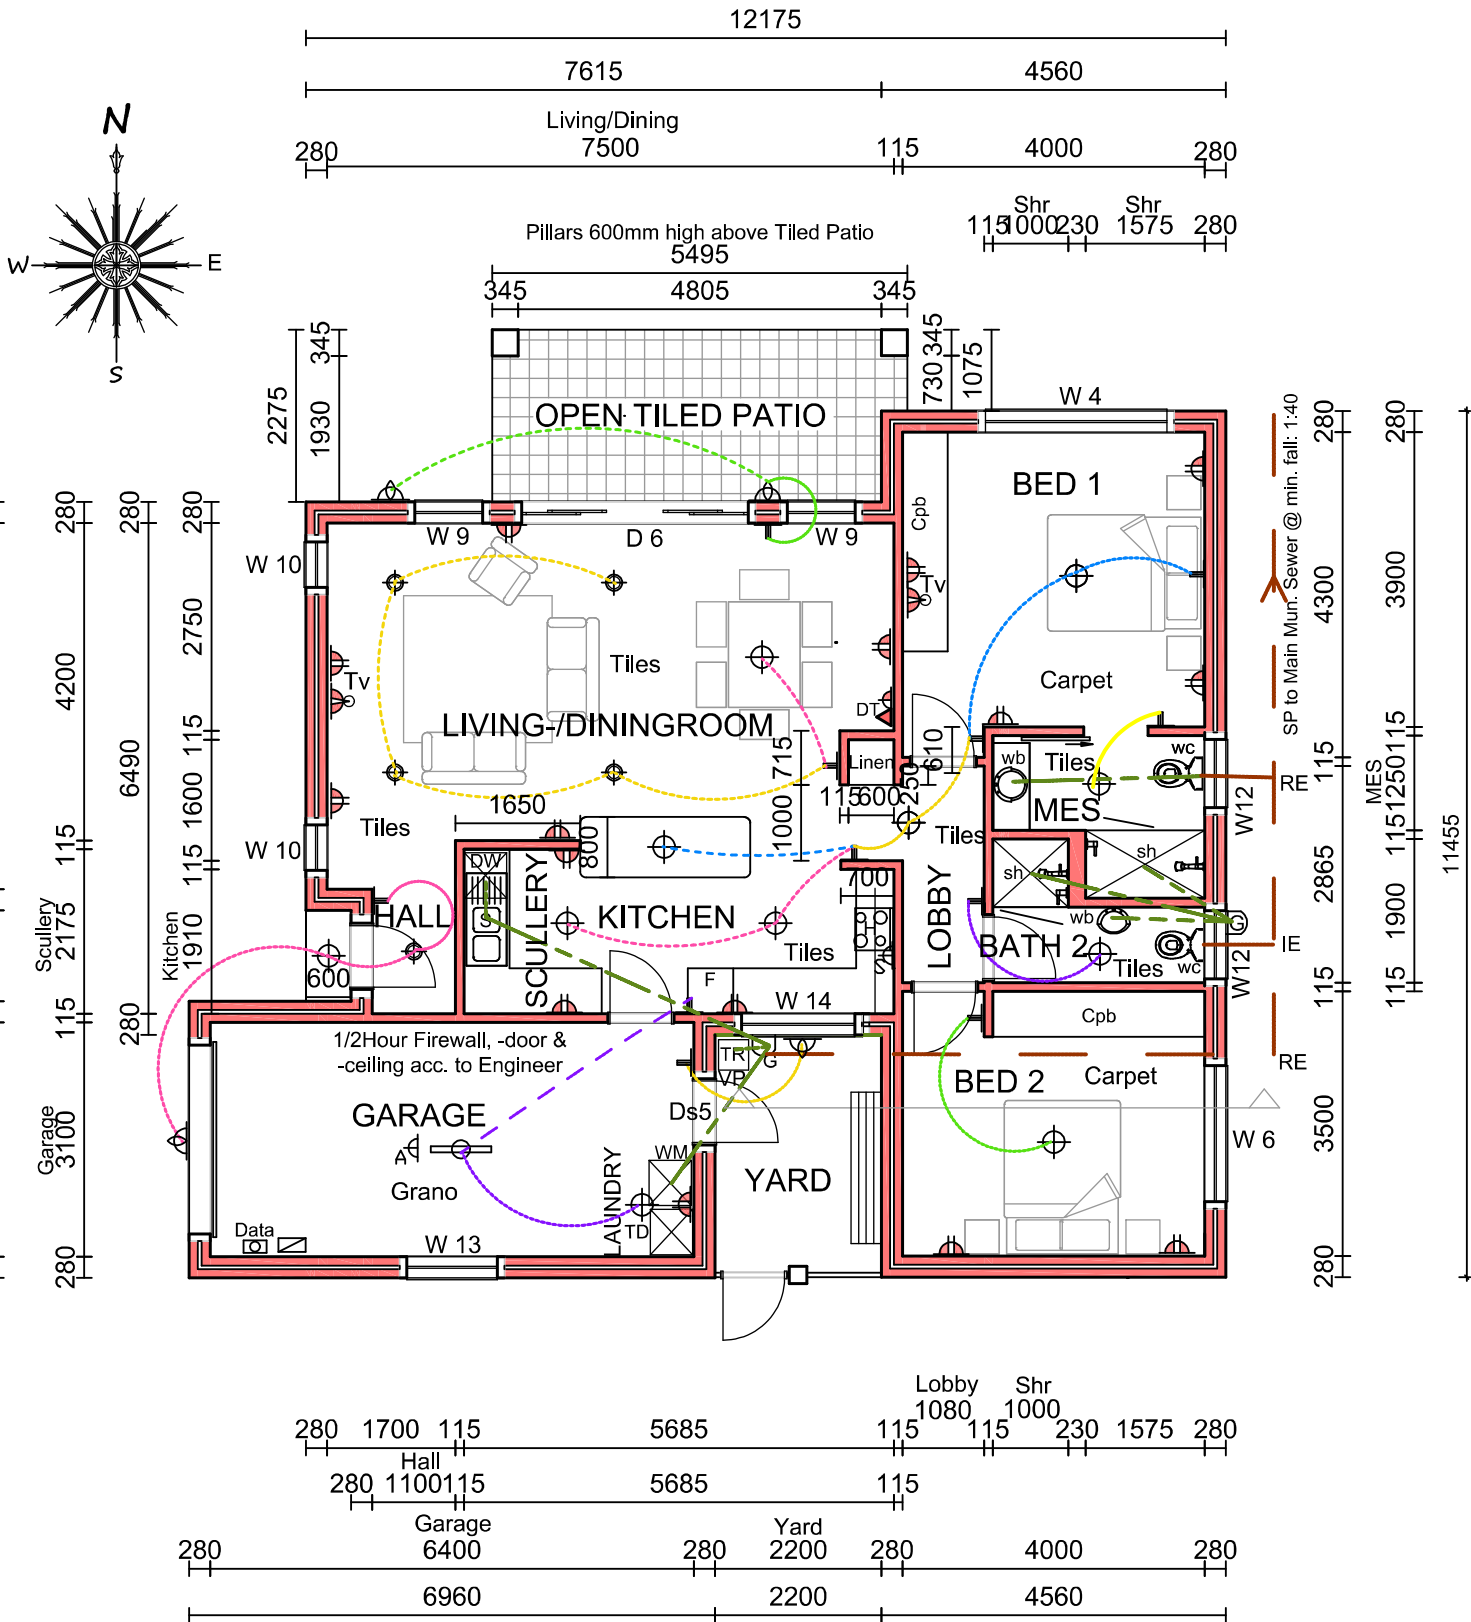 12175
7615 4560
Living/Dining
280 7500 115 4000 280
Shr Shr
115 1000 230 1575 280
N
W E
S
Pillars 600mm high above Tiled Patio
5495
345 4805 345
2275
345
1930
730 345
1075
OPEN TILED PATIO
W 4
BED 1
Cpb
W 9 D 6 W 9
W 10
Tv
Tv
Tiles
Carpet
LIVING-/DININGROOM
DT
Linen
715
610
250
wb Tiles wc
MES
RE
W12
1650
115 600
1000
800
Tiles
Tiles
W 10
DW
sh
sh
700
HALL
S
SCULLERY
KITCHEN
LOBBY
wb
BATH 2
G
IE
Tiles
Tiles
wc
W12
600
F
S
W 14
Cpb
1/2Hour Firewall, -door &
-ceiling acc. to Engineer
TR
G
VP
RE
BED 2
Carpet
GARAGE
Ds5
A
W 6
WM
Grano
LAUNDRY
YARD
TD
Data
W 13
SP to Main Mun. Sewer @ min. fall: 1:40
280
4200
115
Scullery
2175
115
Garage
3100
280
280
6490
280
280
2750
115
1600
115
Kitchen
1910
280
4300
115
2865
115
3500
280
280
3900
115
MES
1250
115
1900
115
11455
Lobby Shr
280 1700 115 5685 115 1080 115 1000 230 1575 280
Hall
280 1100 115 5685 115
Garage Yard
280 6400 280 2200 280 4000 280
6960 2200 4560